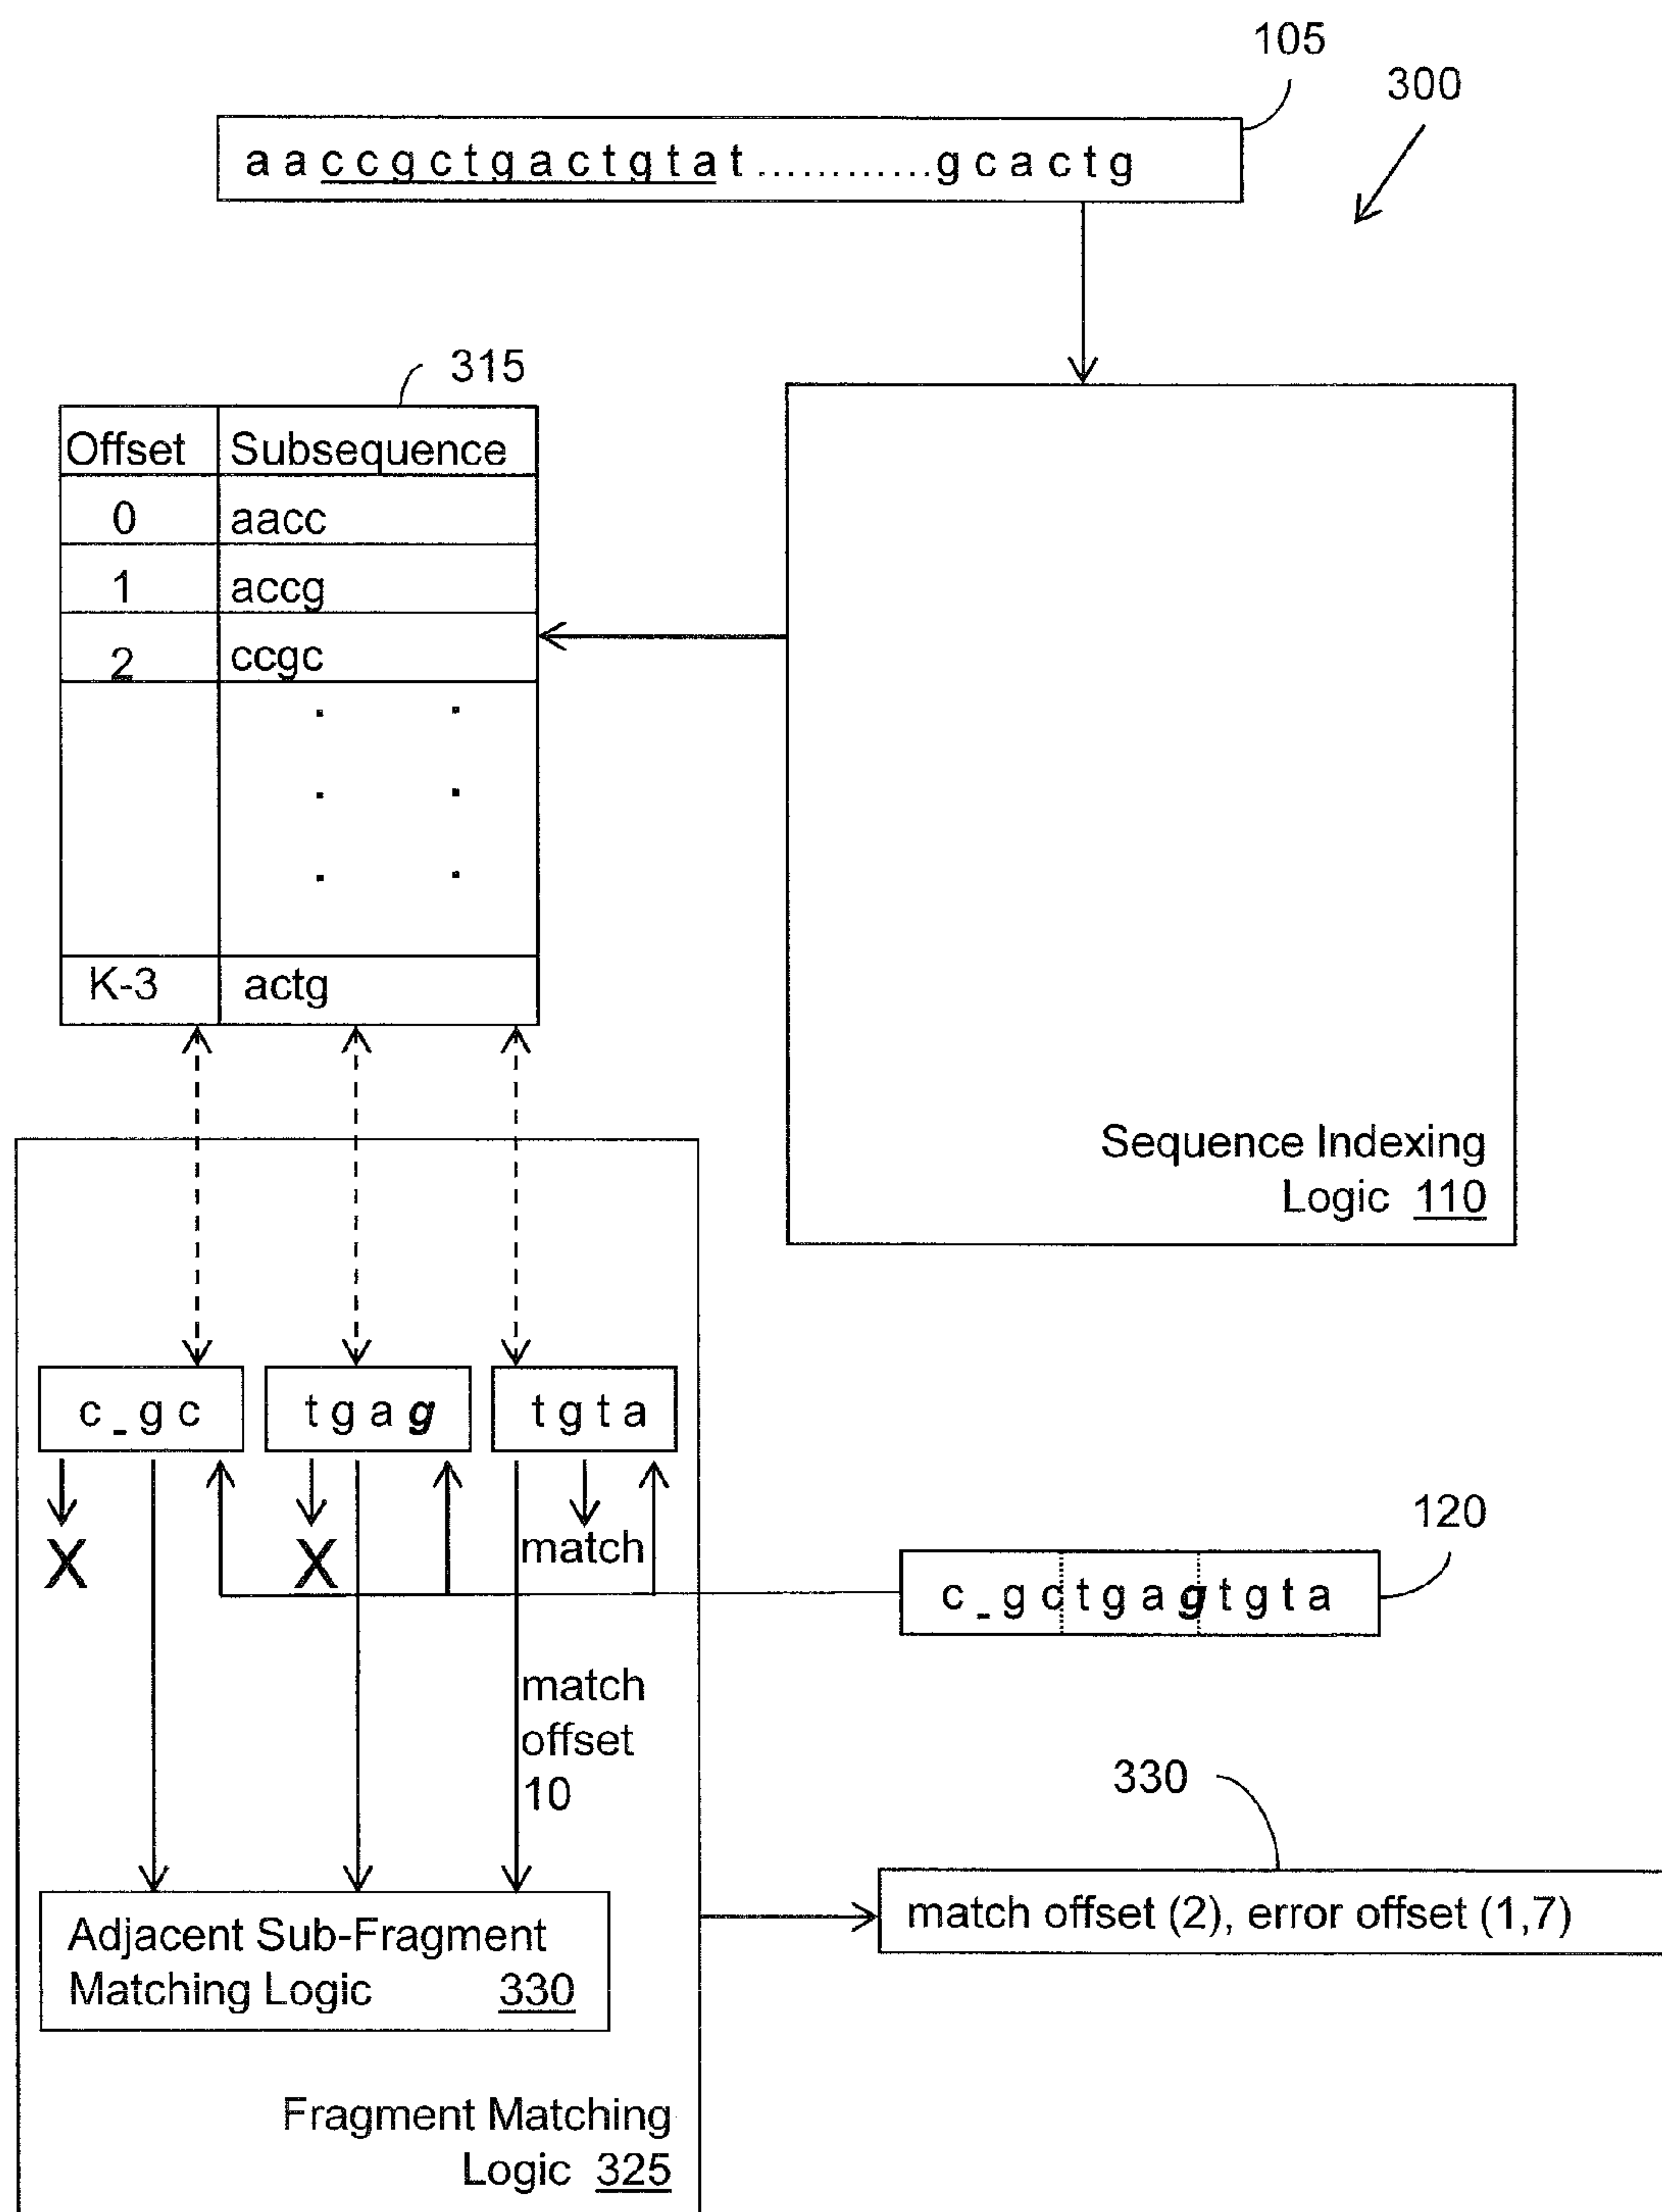 105
300
a a c c g c t g a c t g t a t ............ g c a c t g
315
Offset Subsequence
0 aacc
1 accg
2 ccgc
. .
. .
. .
K-3 actg
Sequence Indexing
Logic 110
c _ g c t g a g t g t a
X X match
120
c _ g c t g a g t g t a
match
offset
10
330
match offset (2), error offset (1,7)
Adjacent Sub-Fragment
Matching Logic 330
Fragment Matching
Logic 325